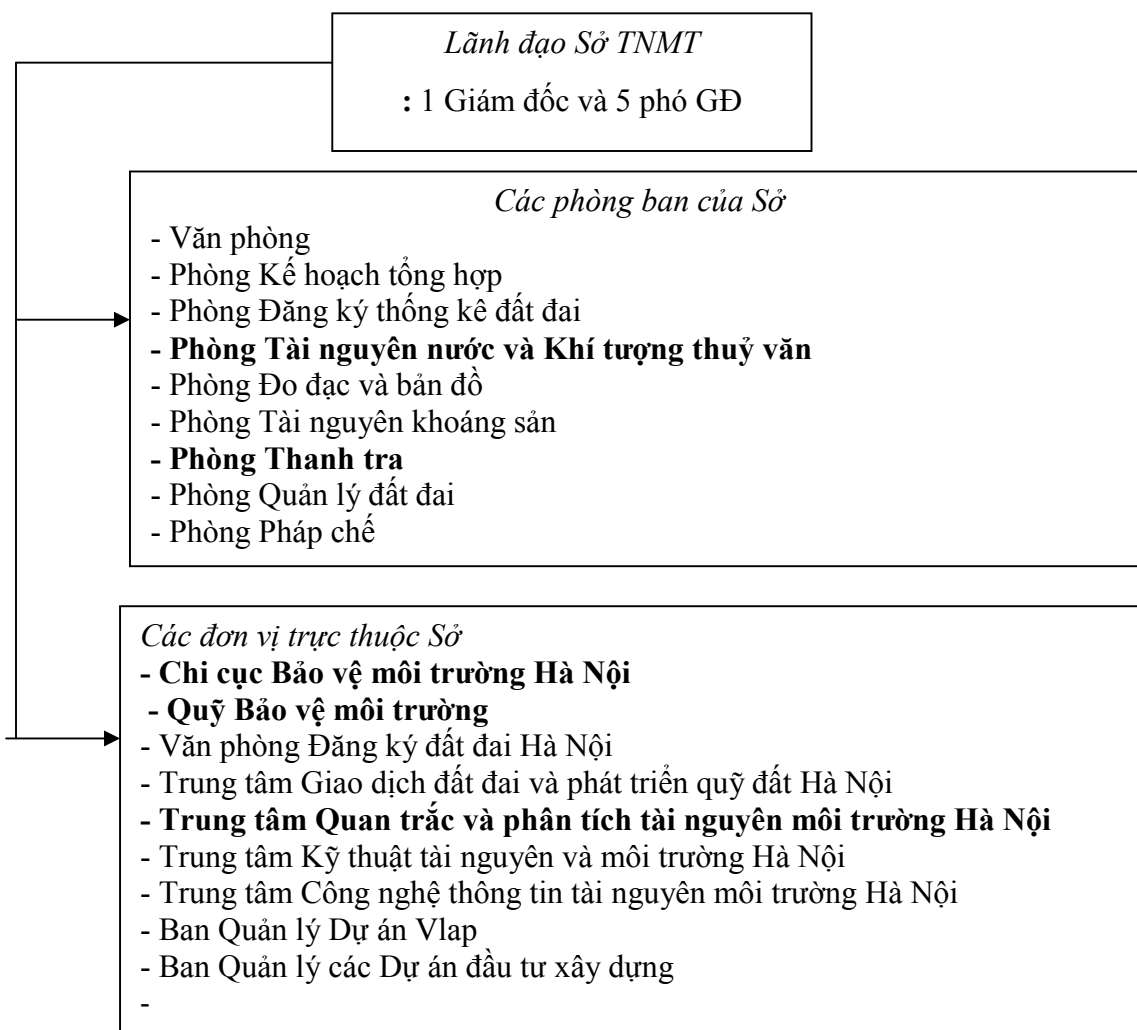 Lãnh đạo Sở TNMT
: 1 Giám đốc và 5 phó GĐ
Các phòng ban của Sở
- Văn phòng
- Phòng Kế hoạch tổng hợp
- Phòng Đăng ký thống kê đất đai
- Phòng Tài nguyên nước và Khí tượng thuỷ văn
- Phòng Đo đạc và bản đồ
- Phòng Tài nguyên khoáng sản
- Phòng Thanh tra
- Phòng Quản lý đất đai
- Phòng Pháp chế
Các đơn vị trực thuộc Sở
- Chi cục Bảo vệ môi trường Hà Nội
- Quỹ Bảo vệ môi trường
- Văn phòng Đăng ký đất đai Hà Nội
- Trung tâm Giao dịch đất đai và phát triển quỹ đất Hà Nội
- Trung tâm Quan trắc và phân tích tài nguyên môi trường Hà Nội
- Trung tâm Kỹ thuật tài nguyên và môi trường Hà Nội
- Trung tâm Công nghệ thông tin tài nguyên môi trường Hà Nội
- Ban Quản lý Dự án Vlap
- Ban Quản lý các Dự án đầu tư xây dựng
-